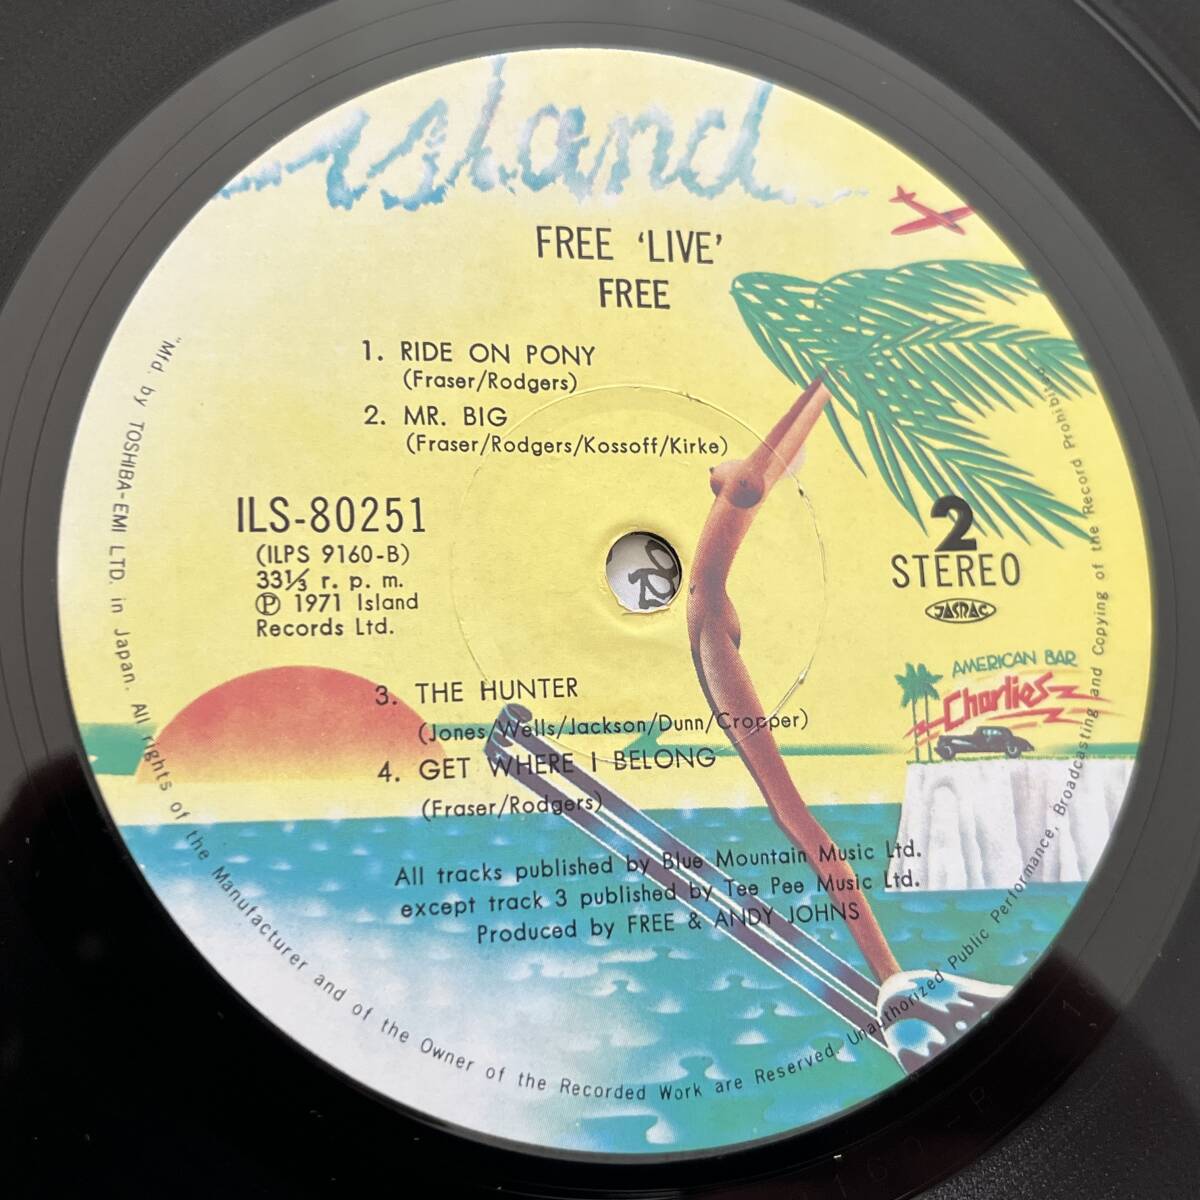 island
FREE 'LIVE'
FREE
1. RIDE ON PONY
(Fraser/Rodgers)
2. MR. BIG
(Fraser/Rodgers/Kossoff/Kirke)
ILS-80251
(ILPS 9160-B)
33⅓ r. p. m.
Ⓟ 1971 Island
Records Ltd.
2
STEREO
JASRAC
AMERICAN BAR
Charlies
3. THE HUNTER
(Jones/Wells/Jackson/Dunn/Cropper)
4. GET WHERE I BELONG
(Fraser/Rodgers)
All tracks published by Blue Mountain Music Ltd.
except track 3 published by Tee Pee Music Ltd.
Produced by FREE & ANDY JOHNS
"Mfd. by TOSHIBA-EMI LTD. in Japan. All rights of the Manufacturer and of the Owner of the Recorded Work are Reserved. Unauthorized Public Performance, Broadcasting and Copying of the Record Prohibited